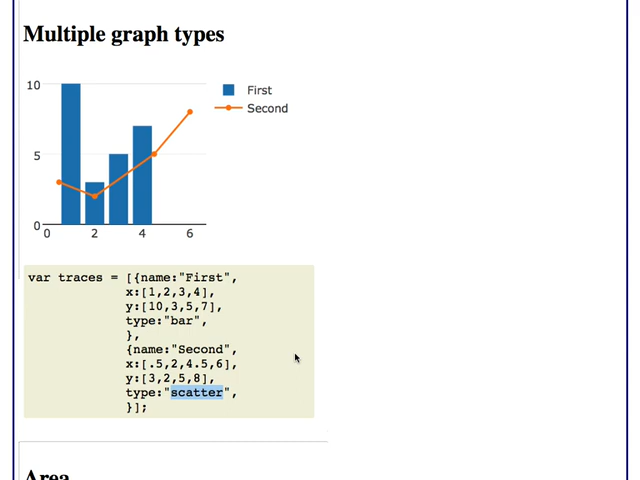 Multiple graph types
10
5
0
0 2 4 6
First
Second
var traces = [{name:"First",
x:[1,2,3,4],
y:[10,3,5,7],
type:"bar",
},
{name:"Second",
x:[.5,2,4.5,6],
y:[3,2,5,8],
type:"scatter",
}];
Area